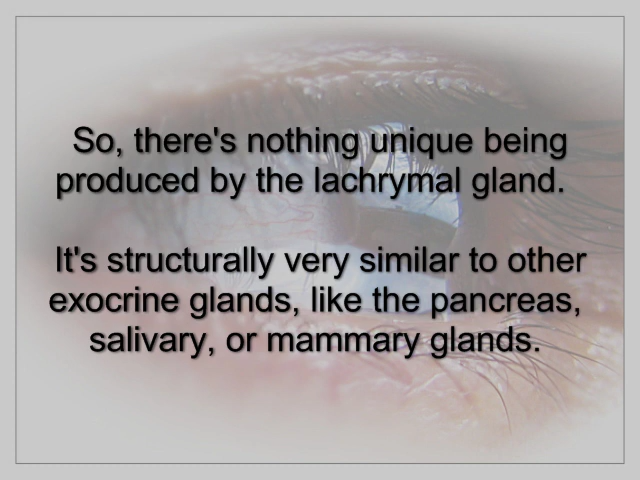 So, there's nothing unique being
produced by the lachrymal gland.
It's structurally very similar to other
exocrine glands, like the pancreas,
salivary, or mammary glands.